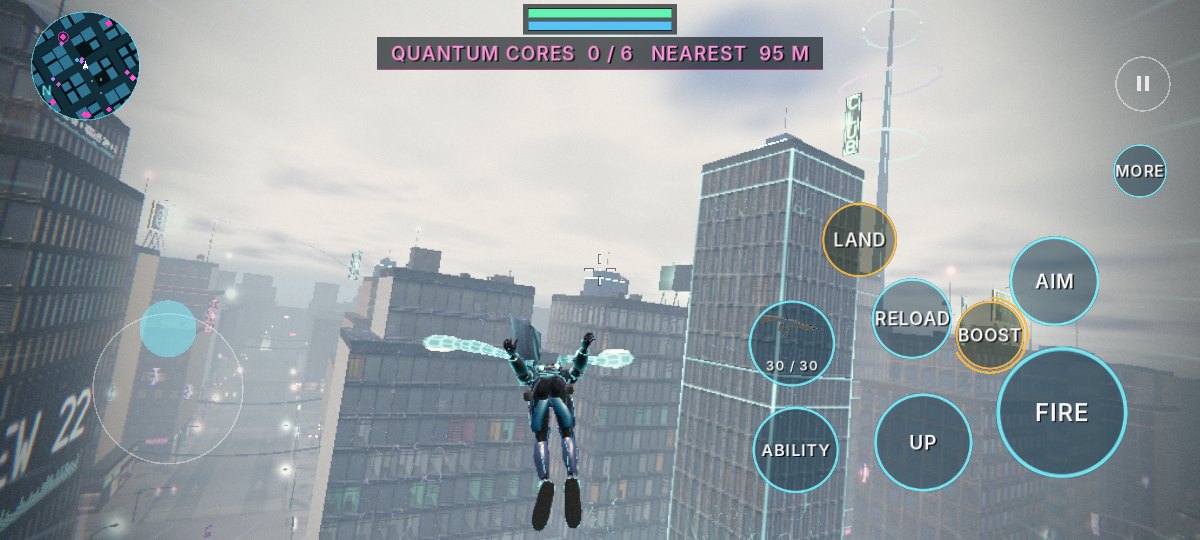 QUANTUM CORES 0 / 6 NEAREST 95 M
N
CLUB
MORE
LAND
AIM
RELOAD
BOOST
30 / 30
FIRE
UP
ABILITY
EW 22